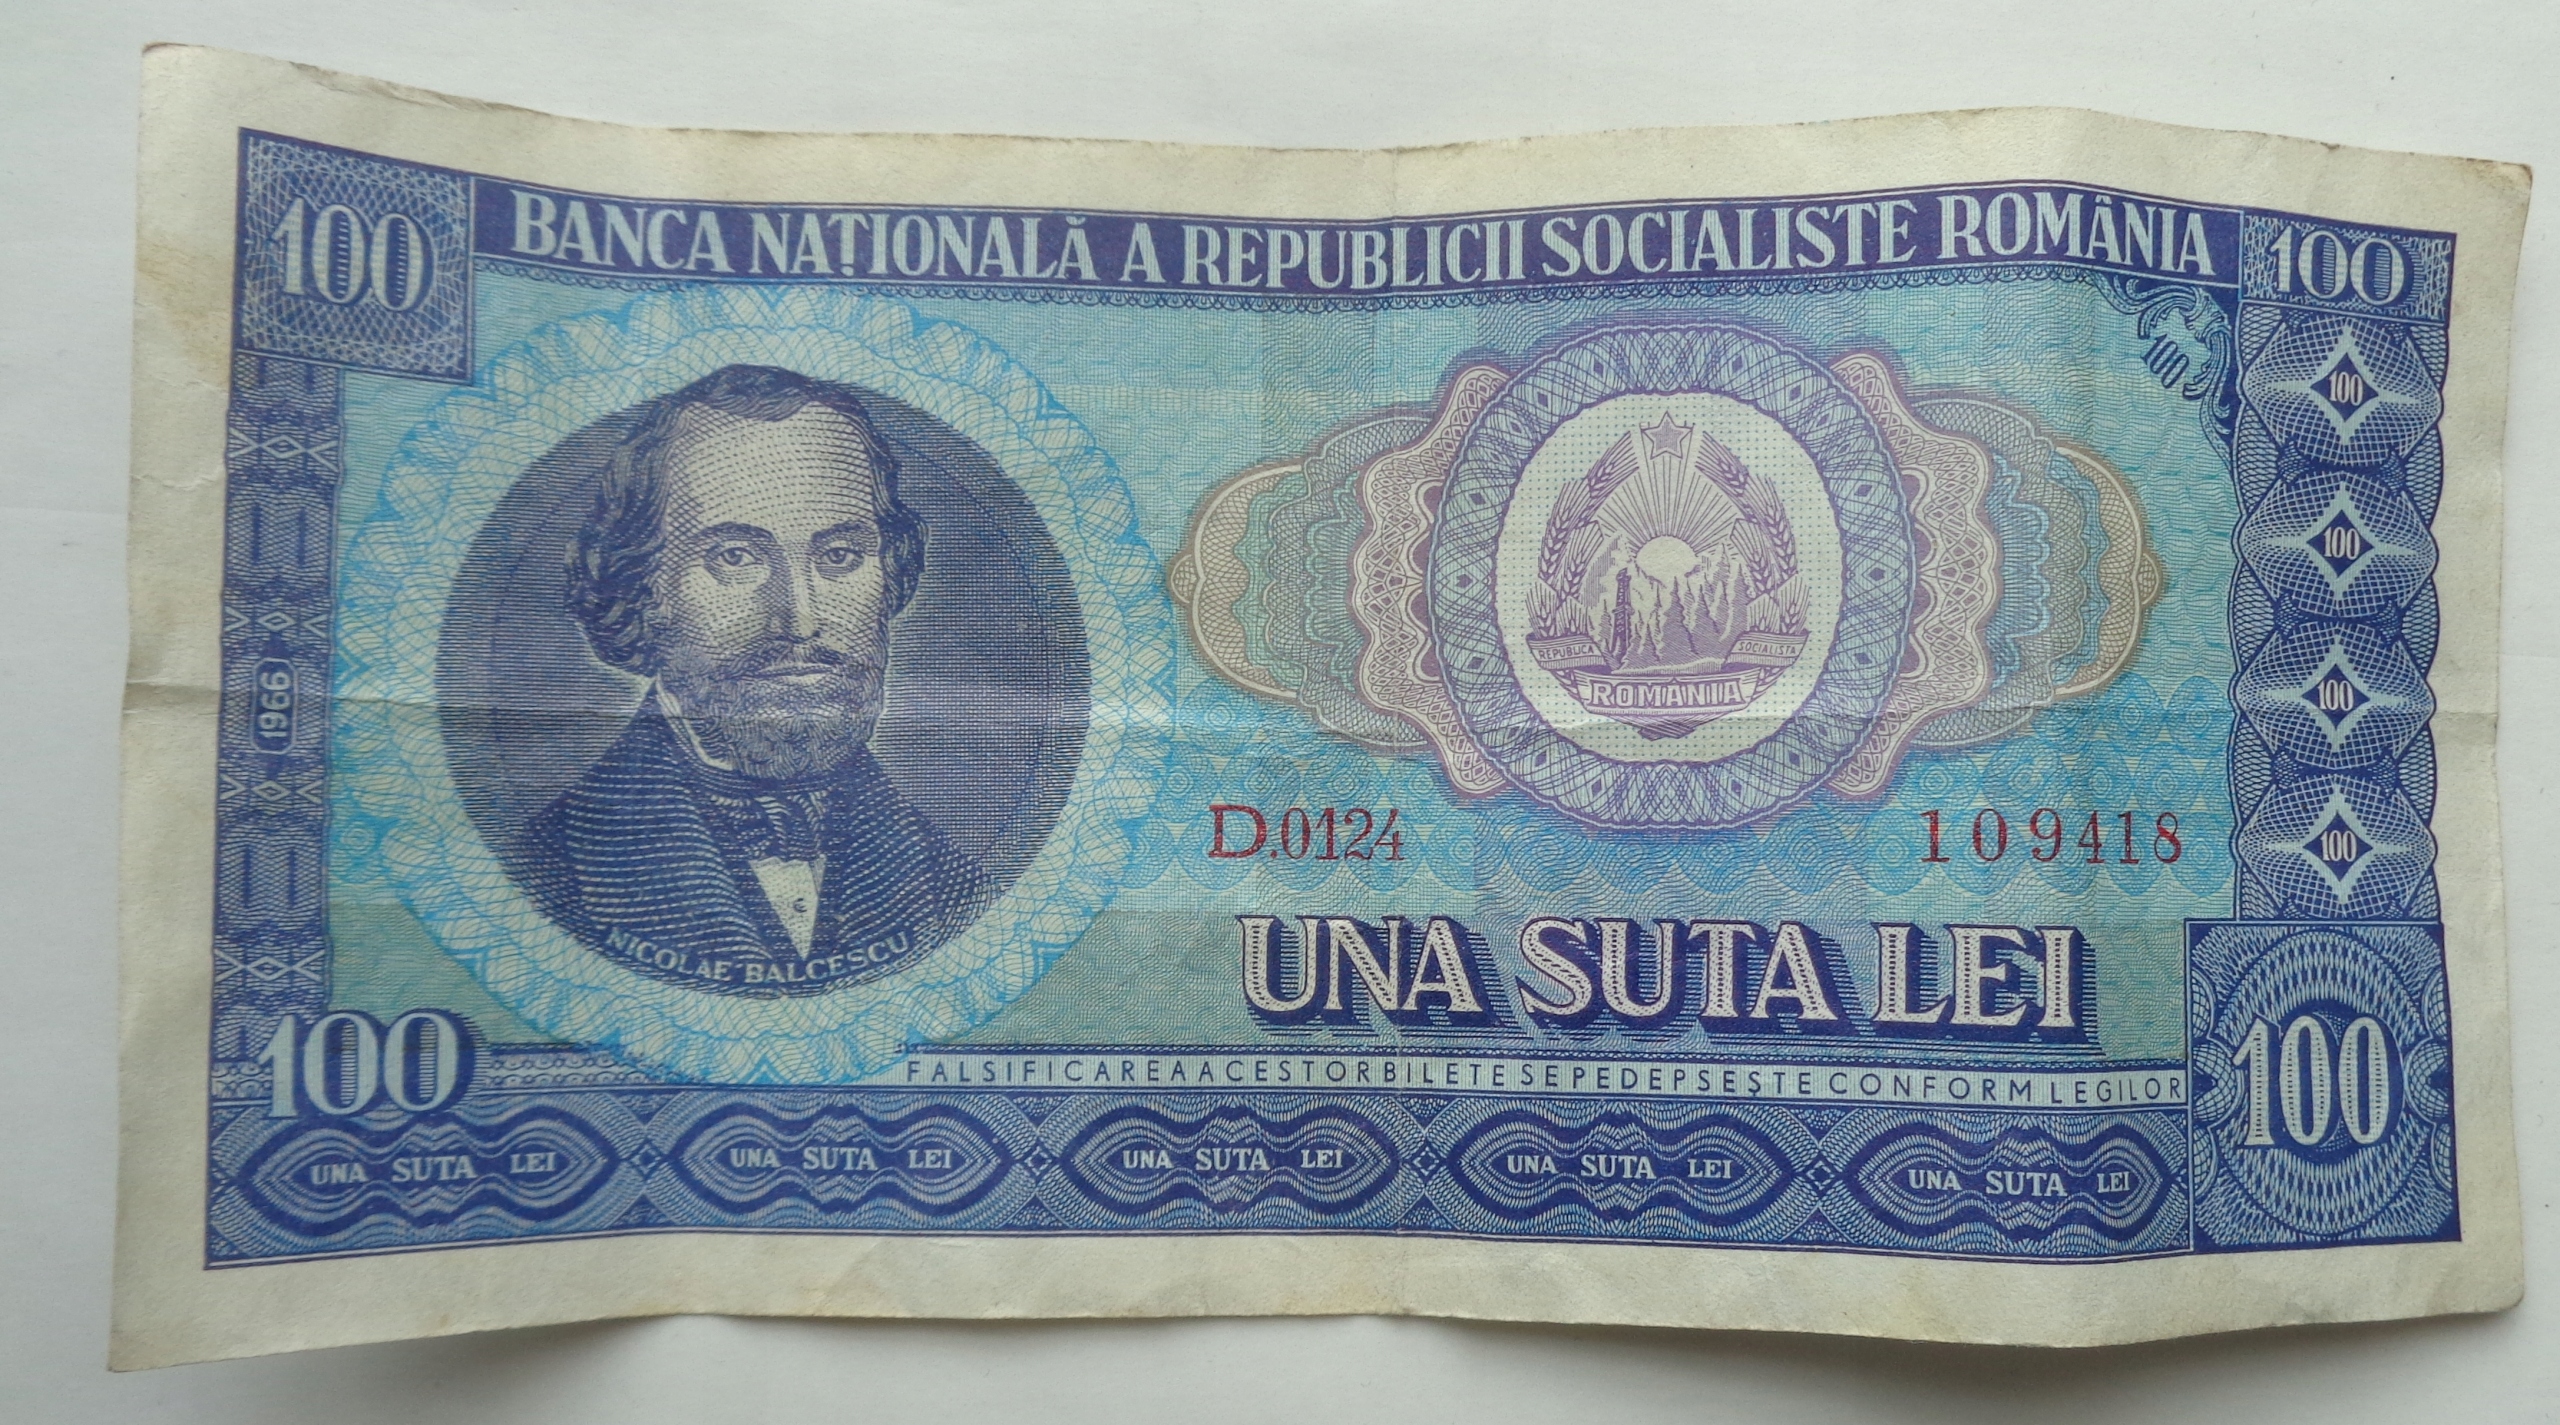 100
BANCA NAȚIONALĂ A REPUBLICII SOCIALISTE ROMÂNIA
100
100
100
100
100
100
1966
REPUBLICA SOCIALISTA
ROMÂNIA
D.0124
109418
NICOLAE BALCESCU
UNA SUTA LEI
100
FALSIFICAREA ACESTOR BILETE SE PEDEPSEȘTE CONFORM LEGILOR
100
UNA SUTA LEI
UNA SUTA LEI
UNA SUTA LEI
UNA SUTA LEI
UNA SUTA LEI